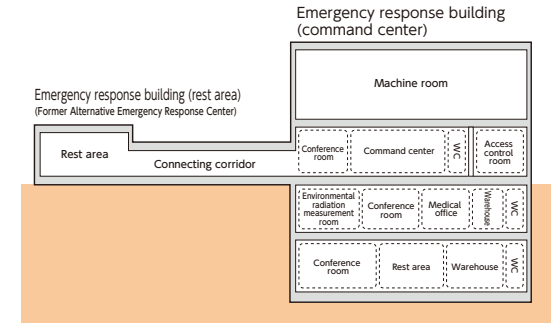 Emergency response building
(command center)
Machine room
Emergency response building (rest area)
(Former Alternative Emergency Response Center)
Rest area
Connecting corridor
Conference
room
Command center
WC
Access
control
room
Environmental
radiation
measurement
room
Conference
room
Medical
office
Warehouse
WC
Conference
room
Rest area
Warehouse
WC